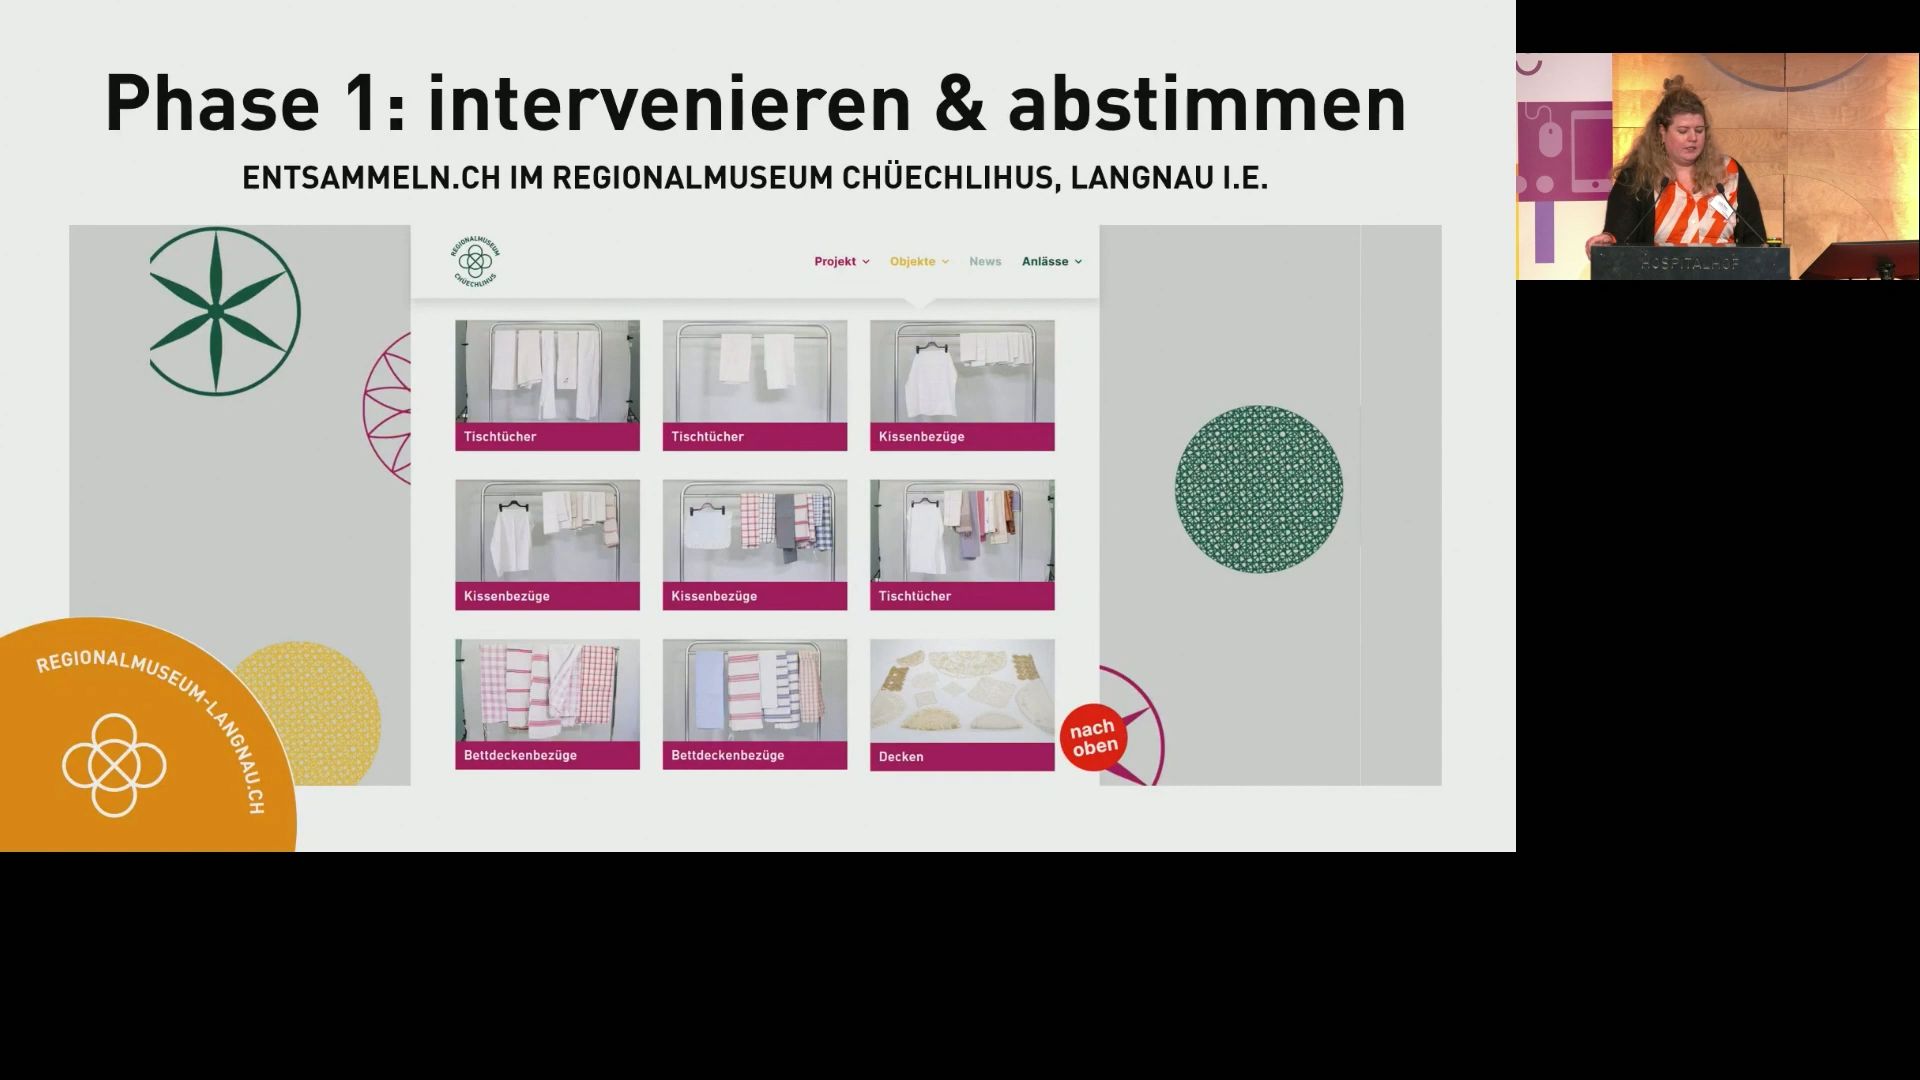 Phase 1: intervenieren & abstimmen
ENTSAMMELN.CH IM REGIONALMUSEUM CHÜECHLIHUS, LANGNAU I.E.
REGIONALMUSEUM
CHÜECHLIHUS
Projekt
Objekte
News
Anlässe
Tischtücher
Tischtücher
Kissenbezüge
Kissenbezüge
Kissenbezüge
Tischtücher
Bettdeckenbezüge
Bettdeckenbezüge
Decken
nach
oben
REGIONALMUSEUM-LANGNAU.CH
HOSPITALHOF